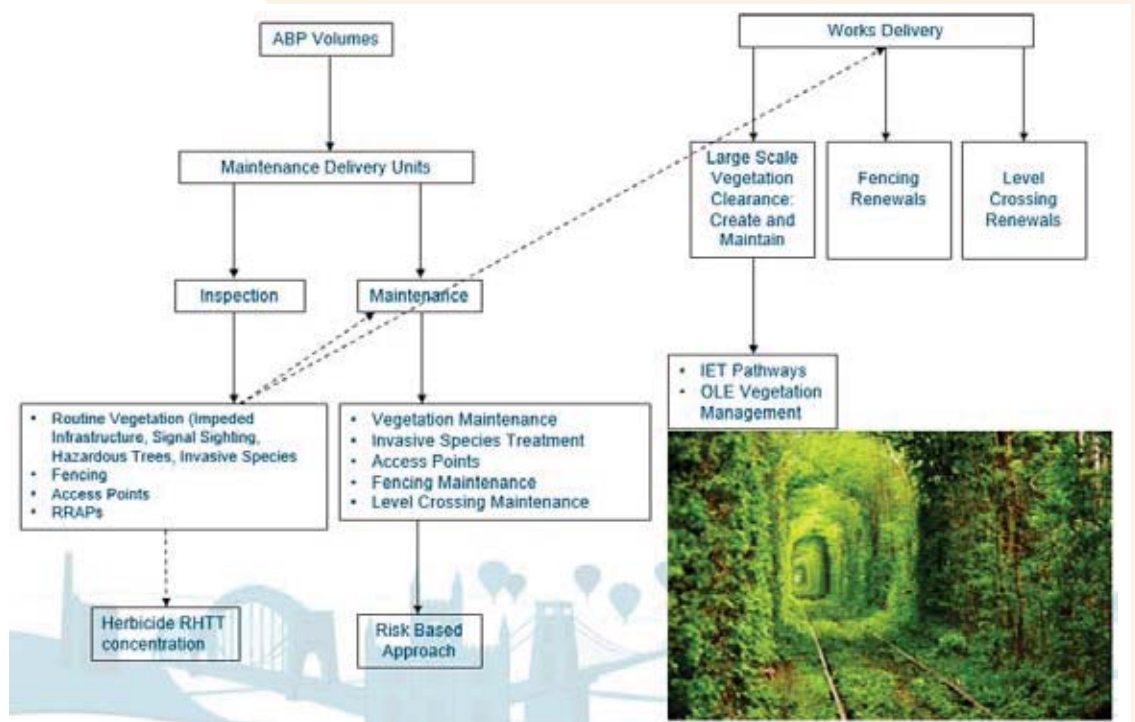 ABP Volumes
Maintenance Delivery Units
Inspection
Maintenance
• Routine Vegetation (Impeded
Infrastructure, Signal Sighting,
Hazardous Trees, Invasive Species
• Fencing
• Access Points
• RRAPs
• Vegetation Maintenance
• Invasive Species Treatment
• Access Points
• Fencing Maintenance
• Level Crossing Maintenance
Herbicide RHTT
concentration
Risk Based
Approach
Works Delivery
Large Scale
Vegetation
Clearance:
Create and
Maintain
Fencing
Renewals
Level
Crossing
Renewals
• IET Pathways
• OLE Vegetation
Management